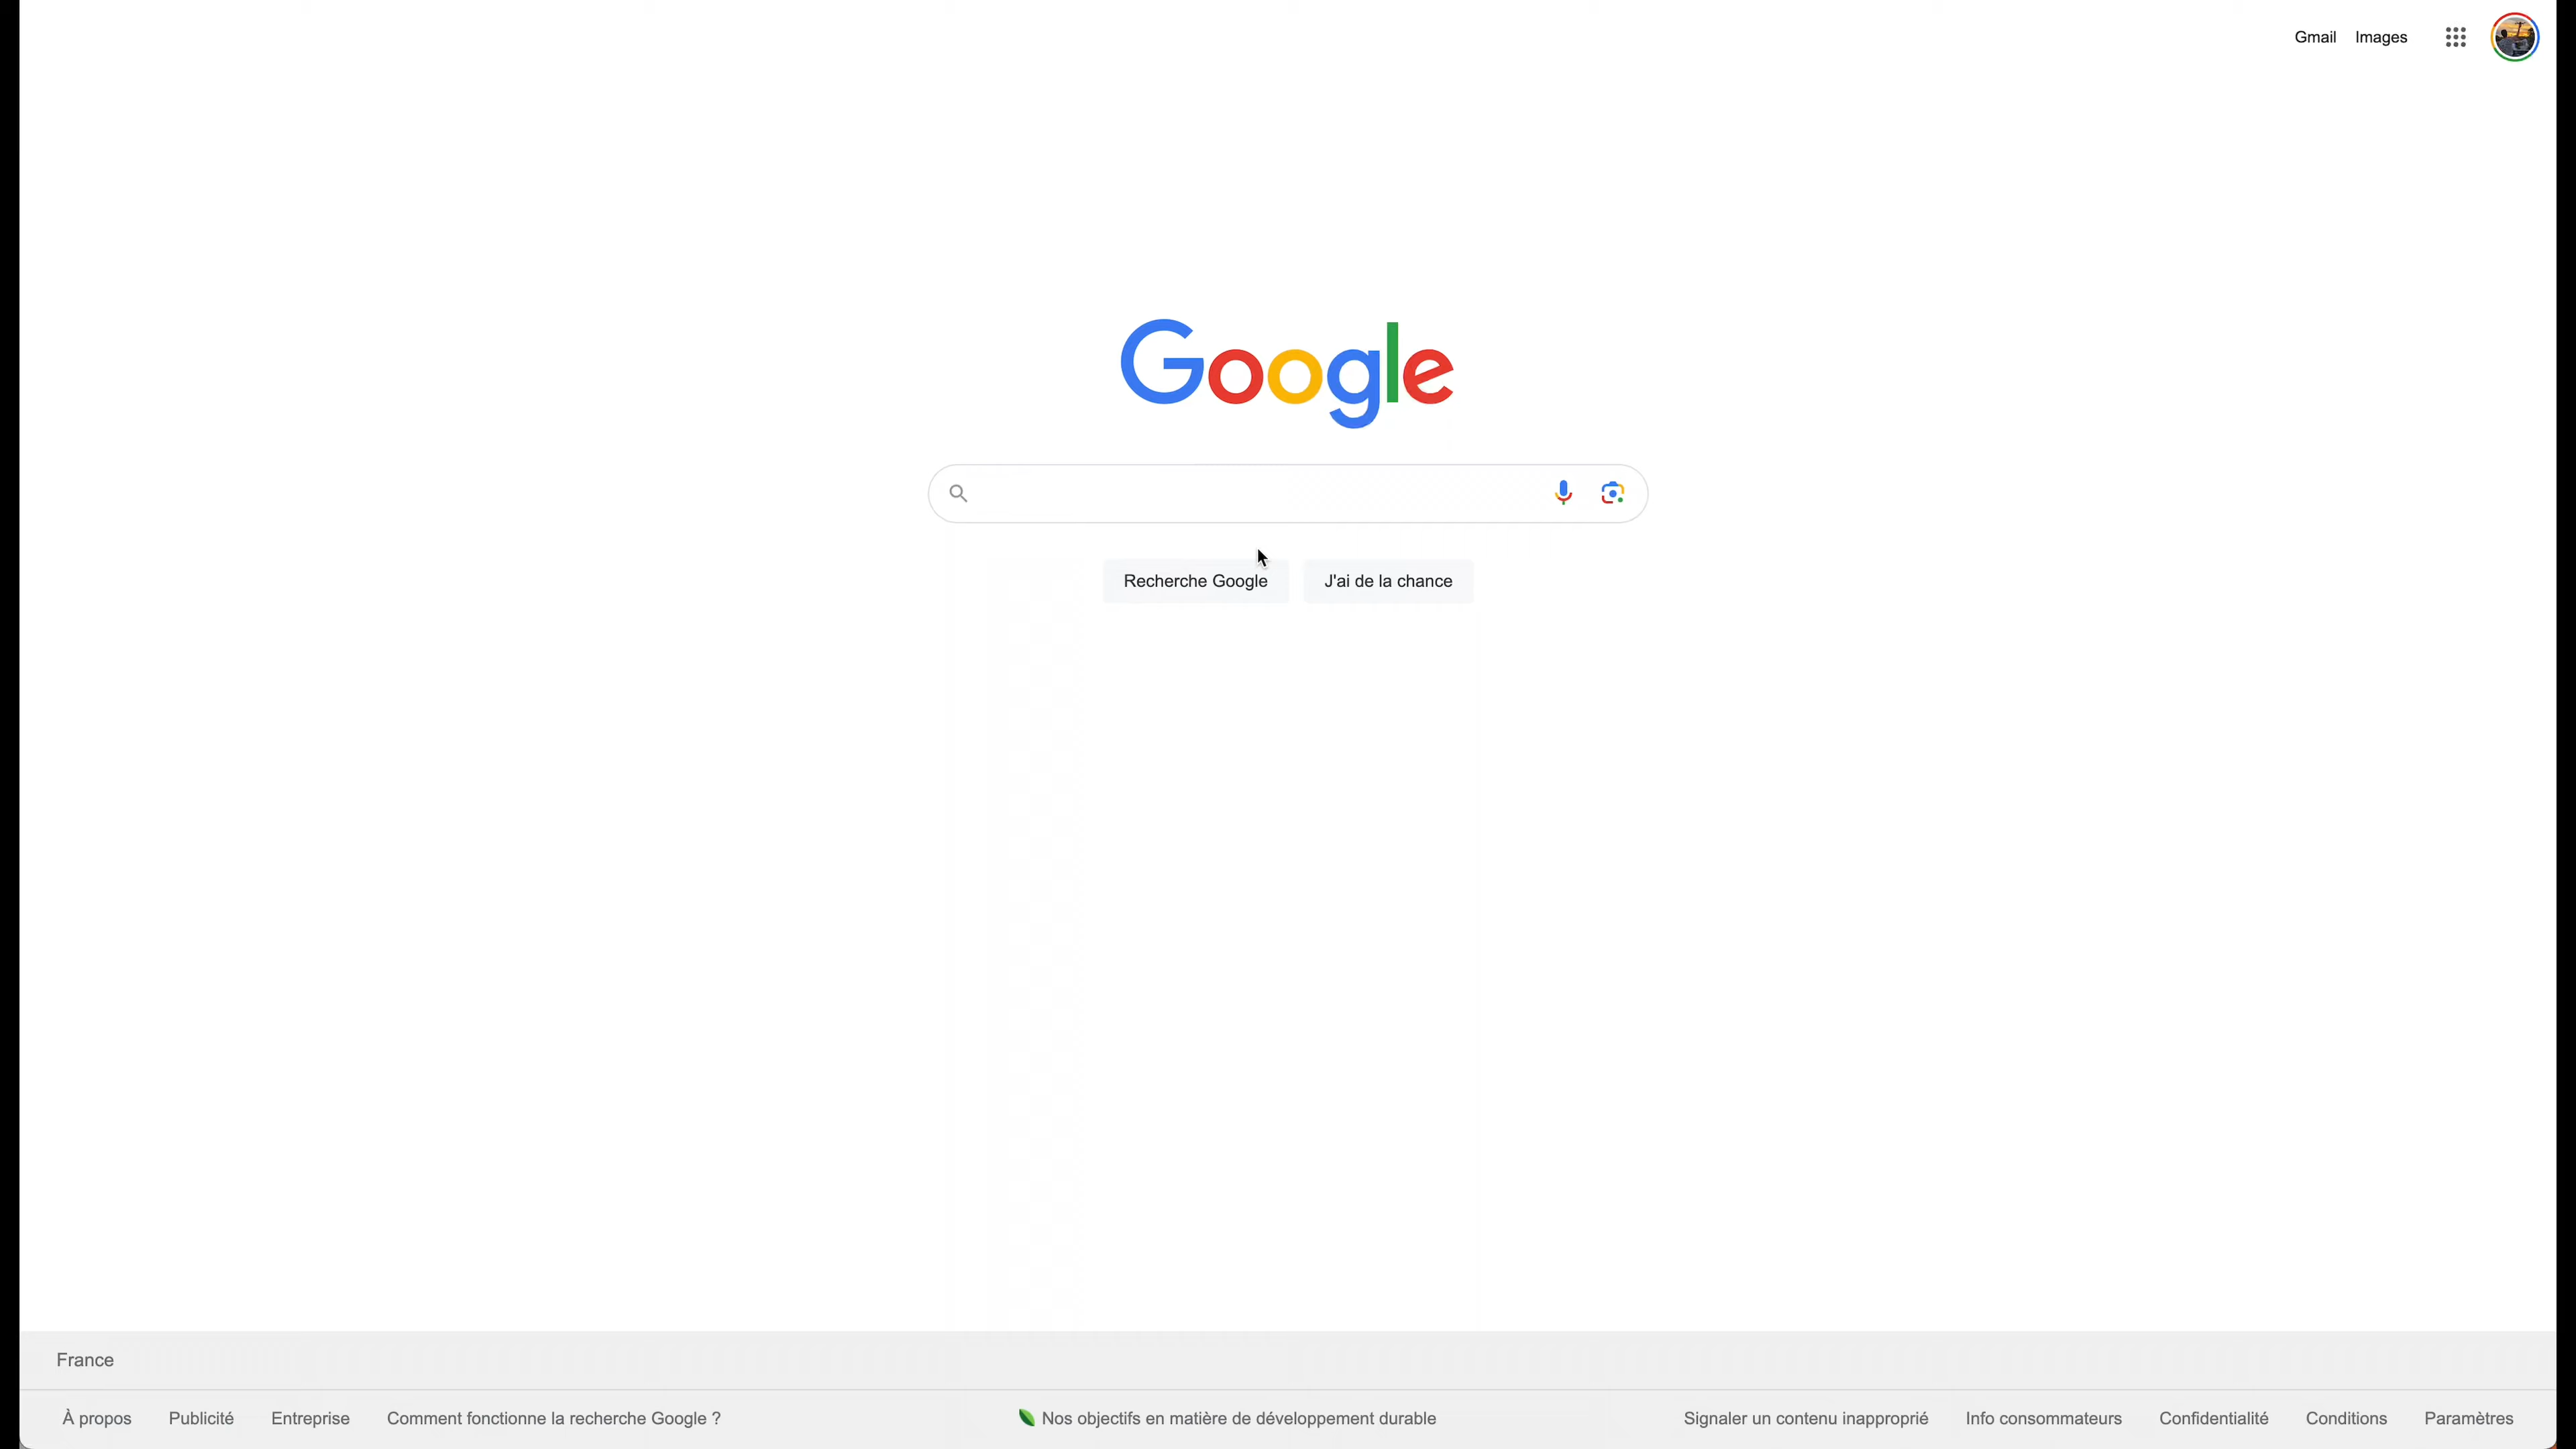 Gmail Images
Google
Recherche Google J'ai de la chance
France
À propos Publicité Entreprise Comment fonctionne la recherche Google ? Nos objectifs en matière de développement durable Signaler un contenu inapproprié Info consommateurs Confidentialité Conditions Paramètres